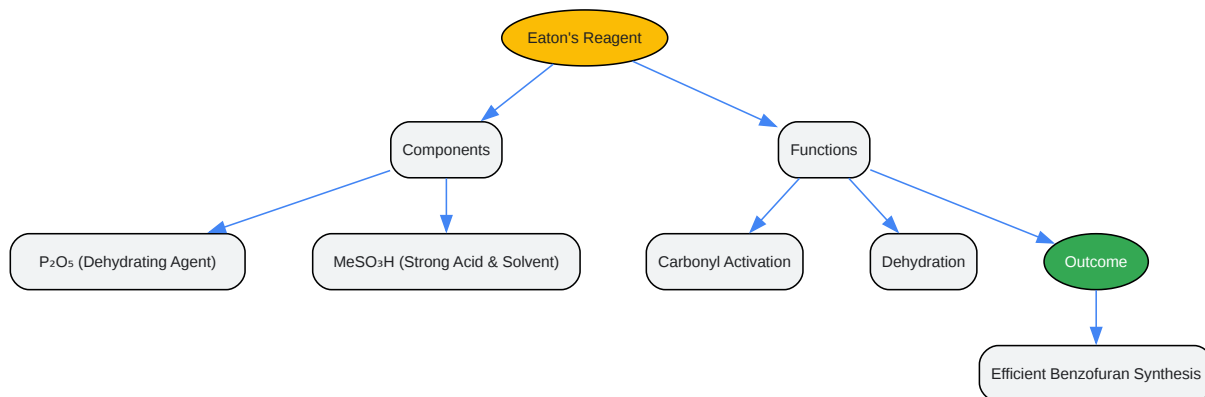 Eaton's Reagent
Components
Functions
P₂O₅ (Dehydrating Agent)
MeSO₃H (Strong Acid & Solvent)
Carbonyl Activation
Dehydration
Outcome
Efficient Benzofuran Synthesis